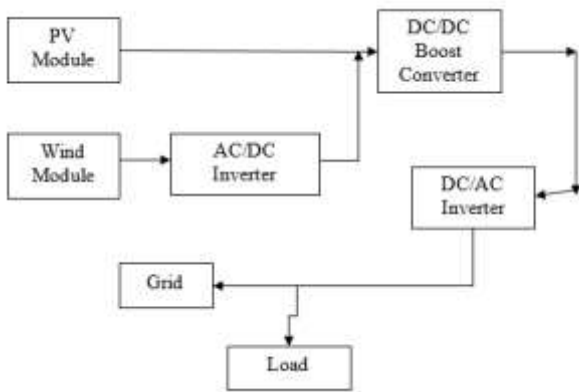 PV
Module
DC/DC
Boost
Converter
Wind
Module
AC/DC
Inverter
DC/AC
Inverter
Grid
Load